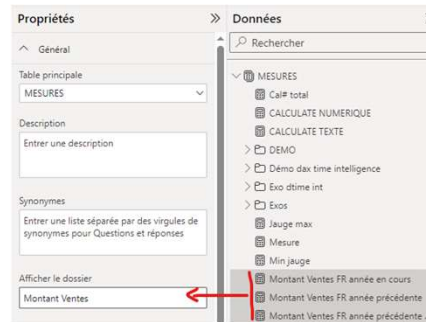 Propriétés
Général
Table principale
MESURES
Description
Entrer une description
Synonymes
Entrer une liste séparée par des virgules de
synonymes pour Questions et réponses
Afficher le dossier
Montant Ventes
Données
Rechercher
MESURES
Cal# total
CALCULATE NUMERIQUE
CALCULATE TEXTE
DEMO
Démo dax time intelligence
Exo dtime int
Exos
Jauge max
Mesure
Min jauge
Montant Ventes FR année en cours
Montant Ventes FR année précédente
Montant Ventes FR année précédente